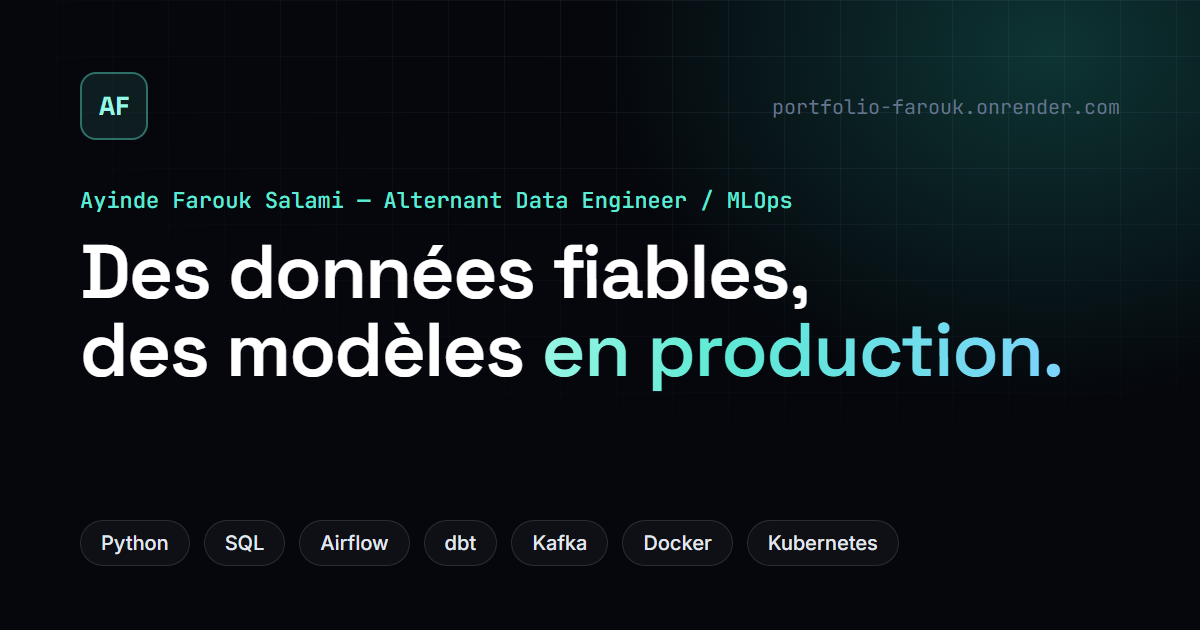 AF
portfolio-farouk.onrender.com
Ayinde Farouk Salami — Alternant Data Engineer / MLOps
Des données fiables,
des modèles en production.
Python SQL Airflow dbt Kafka Docker Kubernetes